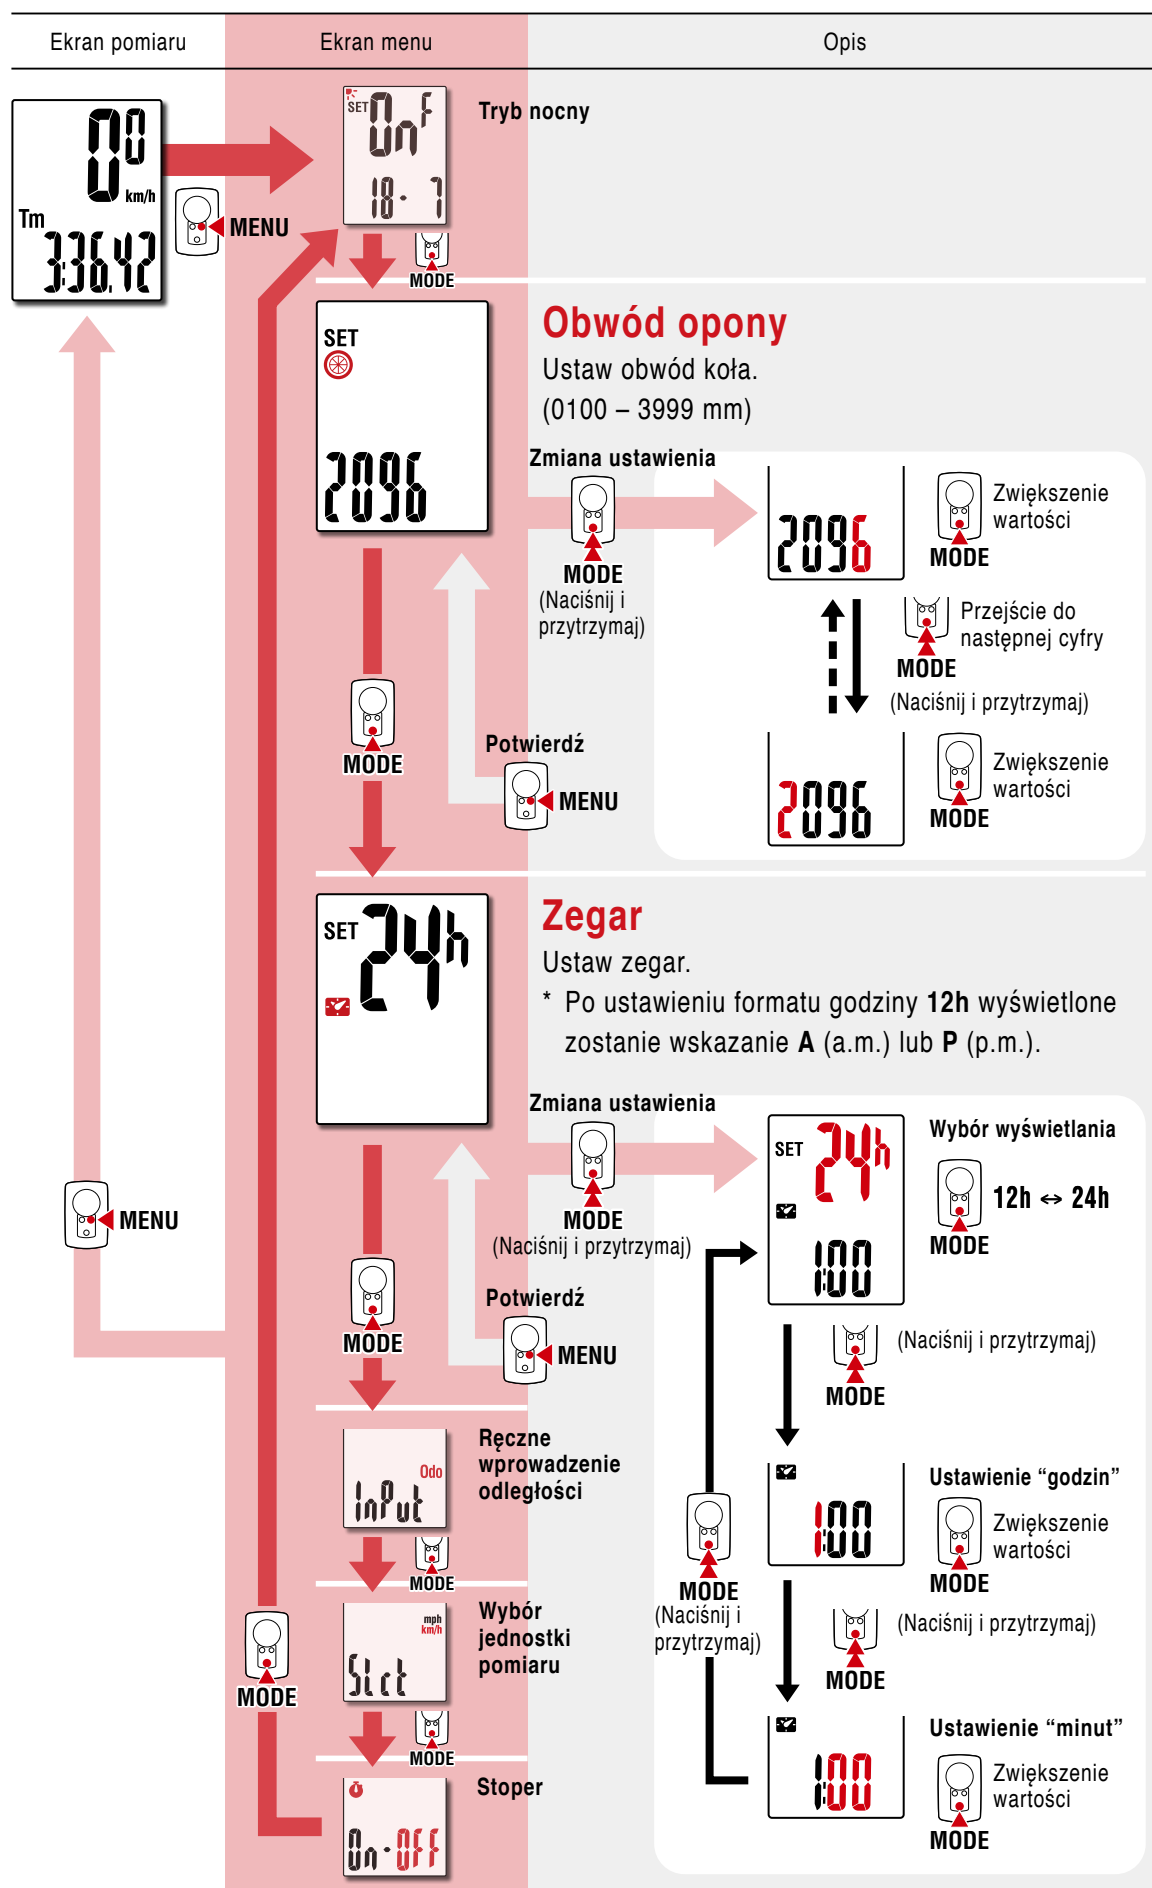 Ekran pomiaru
Ekran menu
Opis
0.0
km/h
Tm
3:36.42
MENU
SET
On F
18. 7
Tryb nocny
MODE
SET
2096
Obwód opony
Ustaw obwód koła.
(0100 – 3999 mm)
Zmiana ustawienia
MODE
(Naciśnij i
przytrzymaj)
2096
Zwiększenie
wartości
MODE
Przejście do
następnej cyfry
MODE
(Naciśnij i przytrzymaj)
2096
Zwiększenie
wartości
MODE
MODE
Potwierdź
MENU
SET
24h
Zegar
Ustaw zegar.
* Po ustawieniu formatu godziny 12h wyświetlone
zostanie wskazanie A (a.m.) lub P (p.m.).
Zmiana ustawienia
MODE
(Naciśnij i przytrzymaj)
SET
24h
1:00
Wybór wyświetlania
12h ↔ 24h
MODE
(Naciśnij i przytrzymaj)
MODE
MENU
MODE
Potwierdź
MENU
Odo
inPut
Ręczne
wprowadzenie
odległości
MODE
1:00
Ustawienie “godzin”
Zwiększenie
wartości
MODE
(Naciśnij i przytrzymaj)
MODE
MODE
(Naciśnij i
przytrzymaj)
mph
km/h
Slct
Wybór
jednostki
pomiaru
MODE
MODE
1:00
Ustawienie “minut”
Zwiększenie
wartości
MODE
On·OFF
Stoper